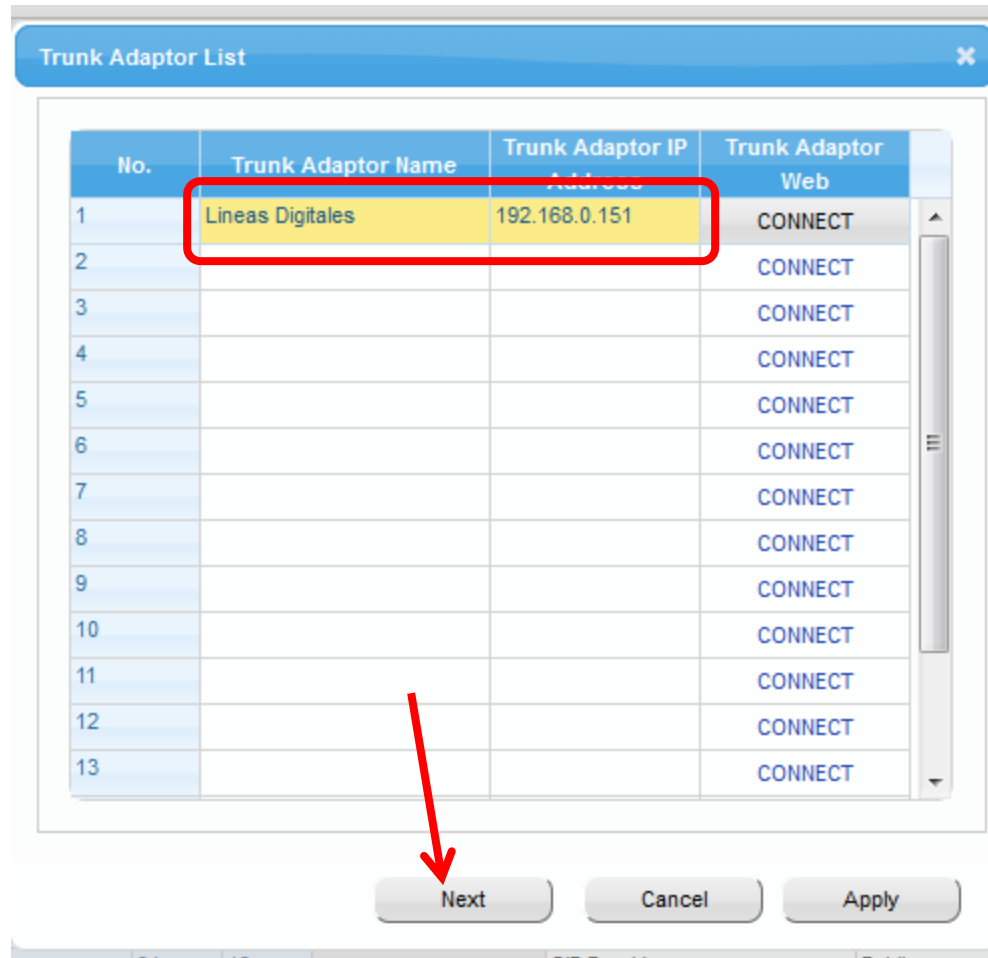 Trunk Adaptor List
No. Trunk Adaptor Name Trunk Adaptor IP Address Trunk Adaptor Web
1 Lineas Digitales 192.168.0.151 CONNECT
2 CONNECT
3 CONNECT
4 CONNECT
5 CONNECT
6 CONNECT
7 CONNECT
8 CONNECT
9 CONNECT
10 CONNECT
11 CONNECT
12 CONNECT
13 CONNECT
Next Cancel Apply